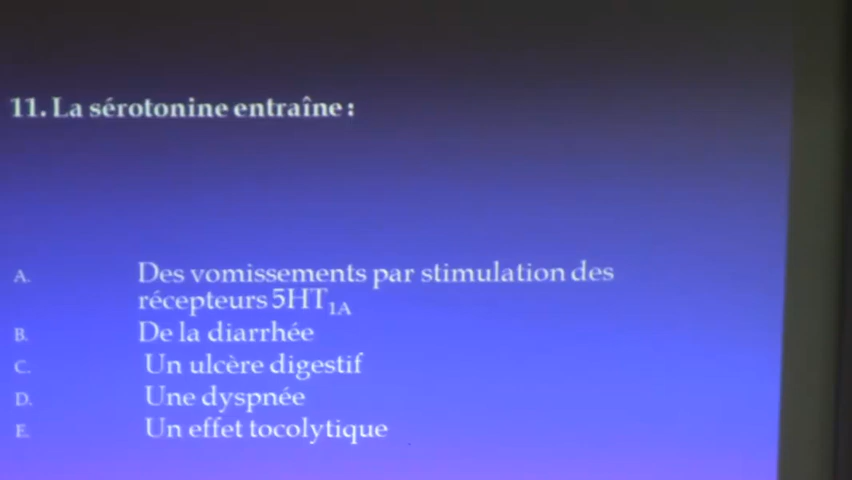 11. La sérotonine entraîne :
A. Des vomissements par stimulation des
récepteurs 5HT1A
B. De la diarrhée
C. Un ulcère digestif
D. Une dyspnée
E. Un effet tocolytique